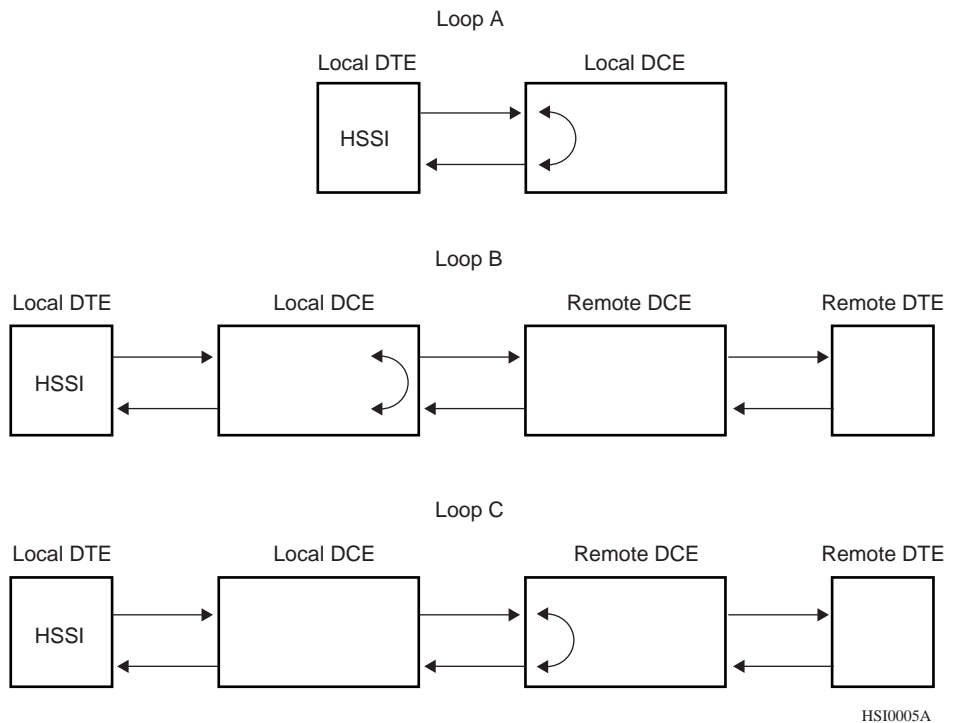 Loop A
Local DTE Local DCE
HSSI
Loop B
Local DTE Local DCE Remote DCE Remote DTE
HSSI
Loop C
Local DTE Local DCE Remote DCE Remote DTE
HSSI
HSI0005A